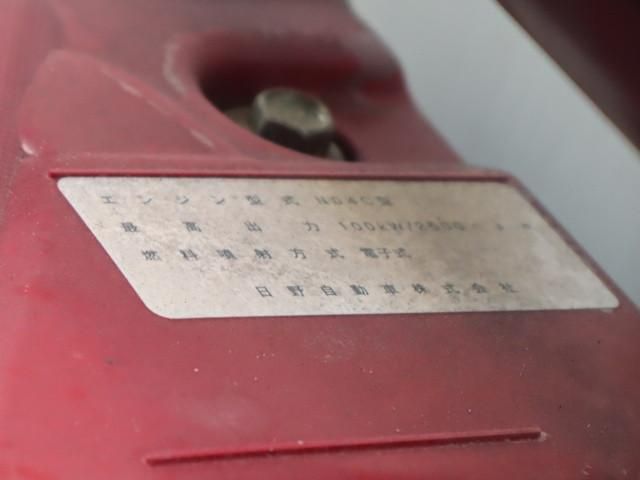 エンジン型式 N04C型
最高出力 100kW/2500
燃料噴射方式 電子式
日野自動車株式会社